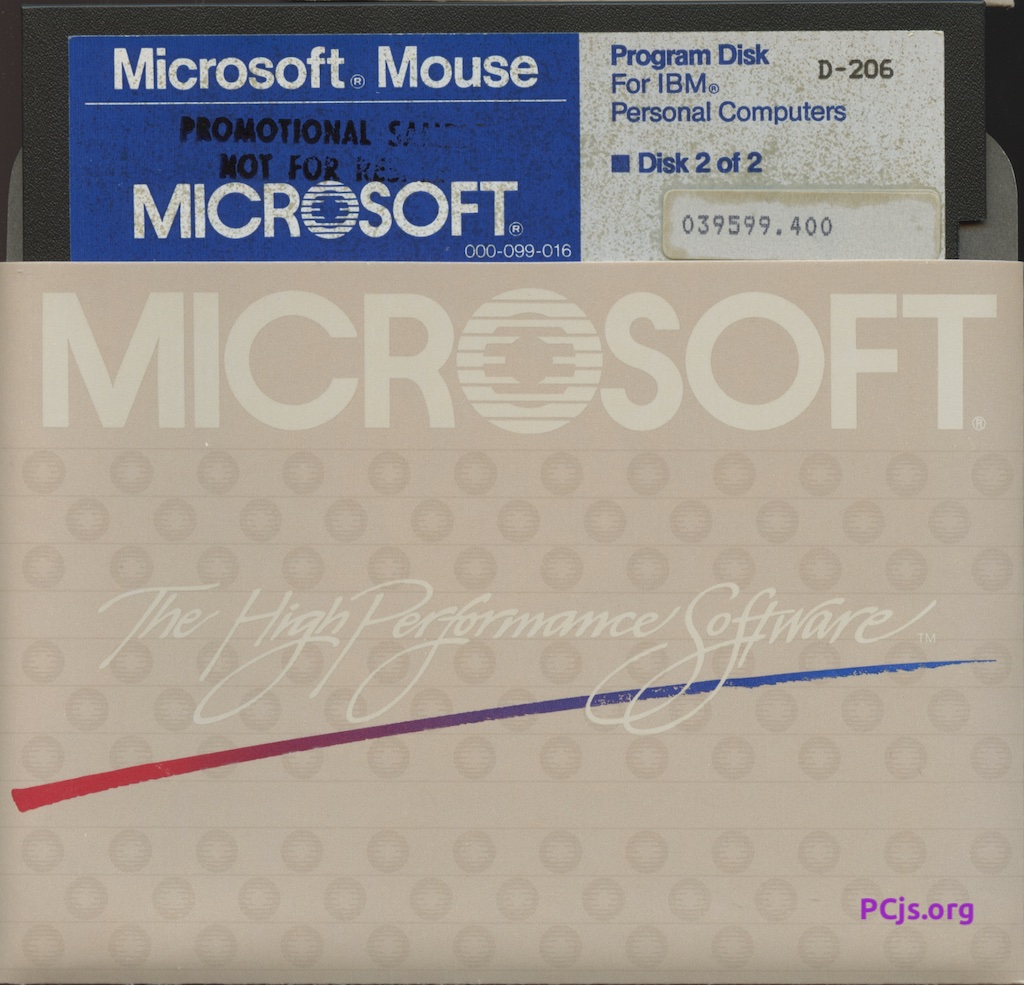 Microsoft® Mouse
PROMOTIONAL
NOT FOR
MICROSOFT®
000-099-016
Program Disk
For IBM®
Personal Computers
D-206
■ Disk 2 of 2
039599.400
MICROSOFT®
The High Performance Software™
PCjs.org